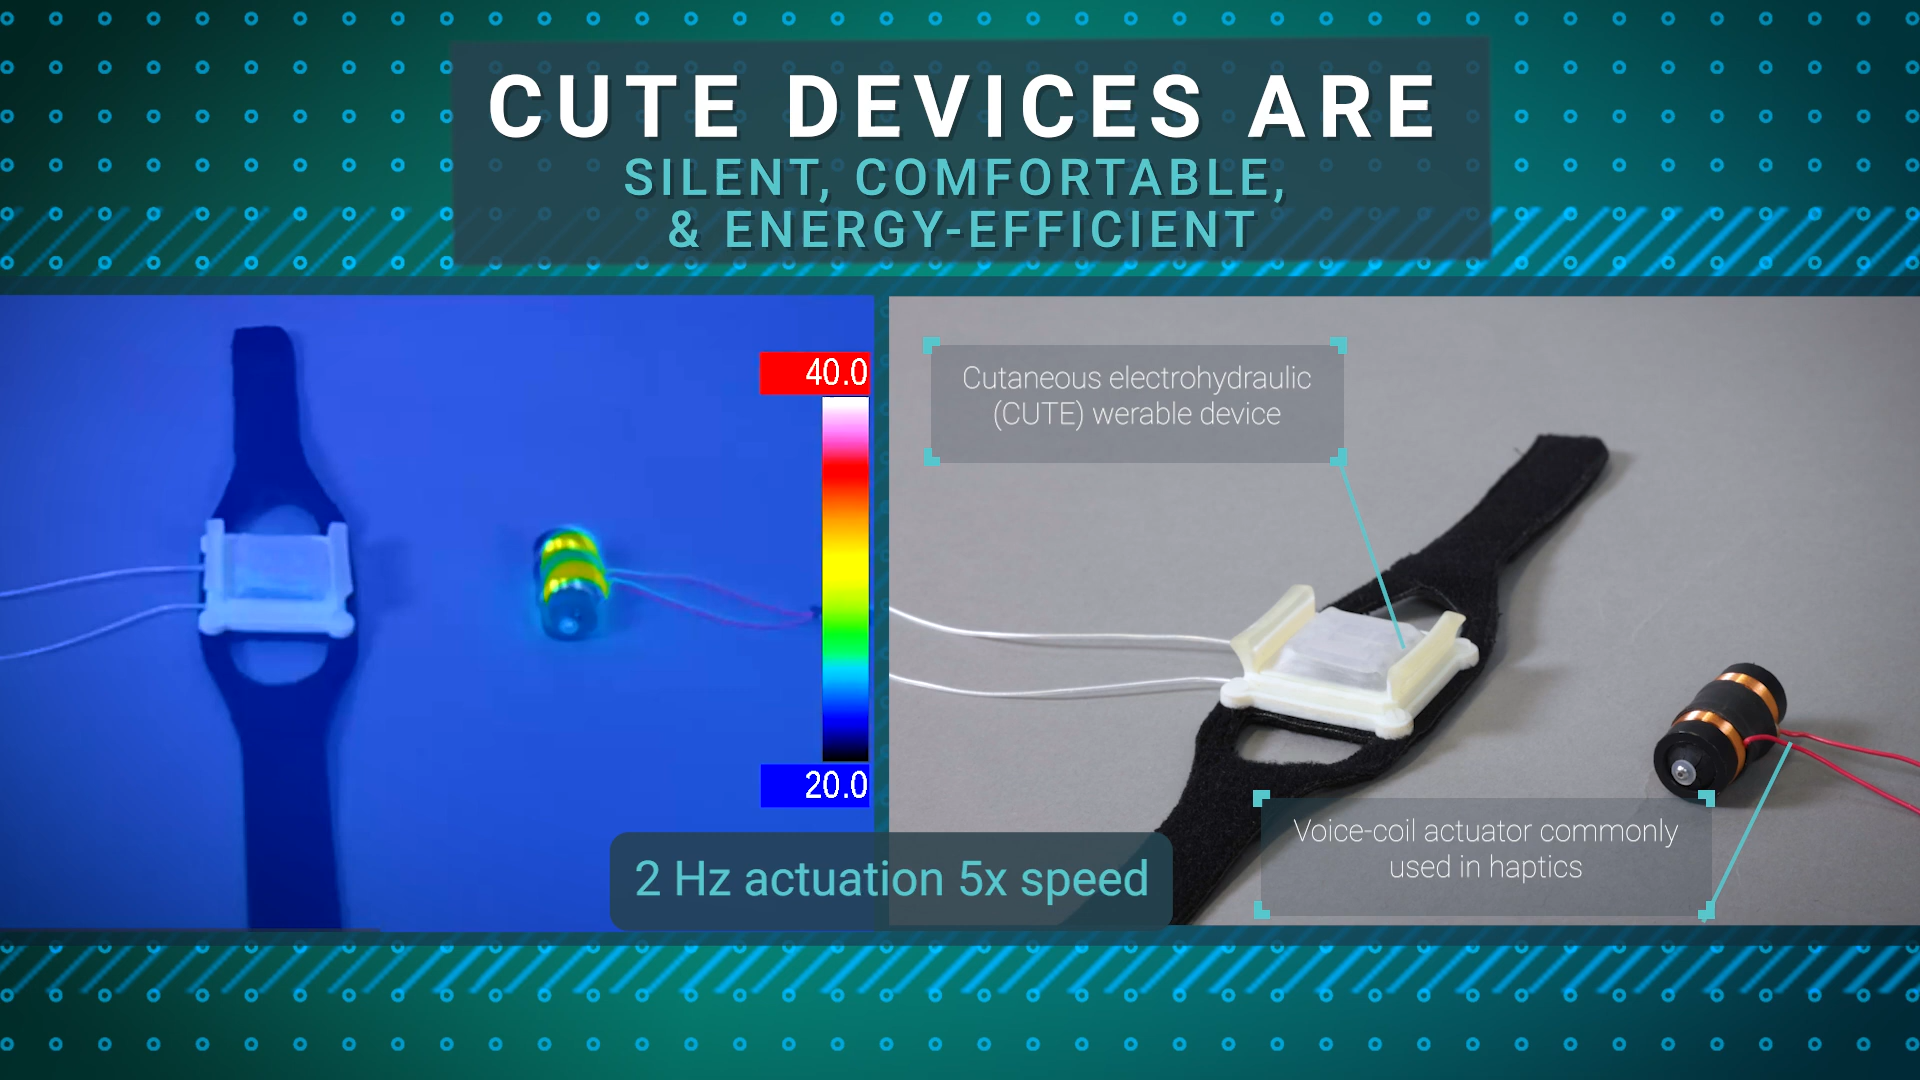 CUTE DEVICES ARE
SILENT, COMFORTABLE,
& ENERGY-EFFICIENT
40.0
20.0
Cutaneous electrohydraulic
(CUTE) werable device
Voice-coil actuator commonly
used in haptics
2 Hz actuation 5x speed